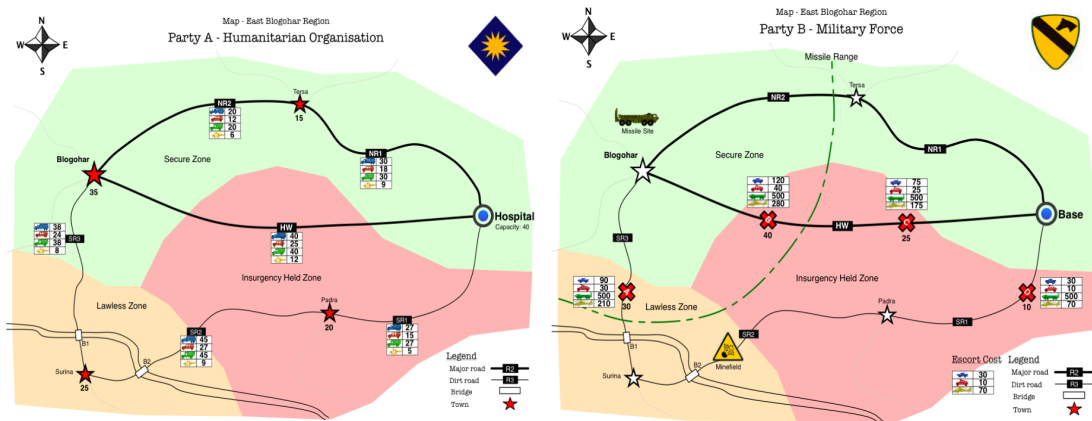 Map - East Blogohar Region
Party A - Humanitarian Organisation
N
W E
S
Tersa
15
NR2
20
12
20
6
Blogohar
35
Secure Zone
NR1
30
18
30
9
Hospital
Capacity: 40
38
24
38
8
SR3
HW
40
25
40
12
Insurgency Held Zone
Lawless Zone
Padra
20
SR2
45
27
45
9
SR1
27
15
27
5
B1
B2
Surina
25
Legend
Major road R2
Dirt road R3
Bridge
Town
Map - East Blogohar Region
Party B - Military Force
N
W E
S
Missile Range
Tersa
NR2
Missile Site
Blogohar
Secure Zone
NR1
120
40
500
280
75
25
500
175
40
HW
25
Base
SR3
Insurgency Held Zone
90
30
500
210
30
Lawless Zone
30
10
500
70
10
Padra
SR2
SR1
Minefield
B1
B2
Surina
Escort Cost
30
10
70
Legend
Major road R2
Dirt road R3
Bridge
Town